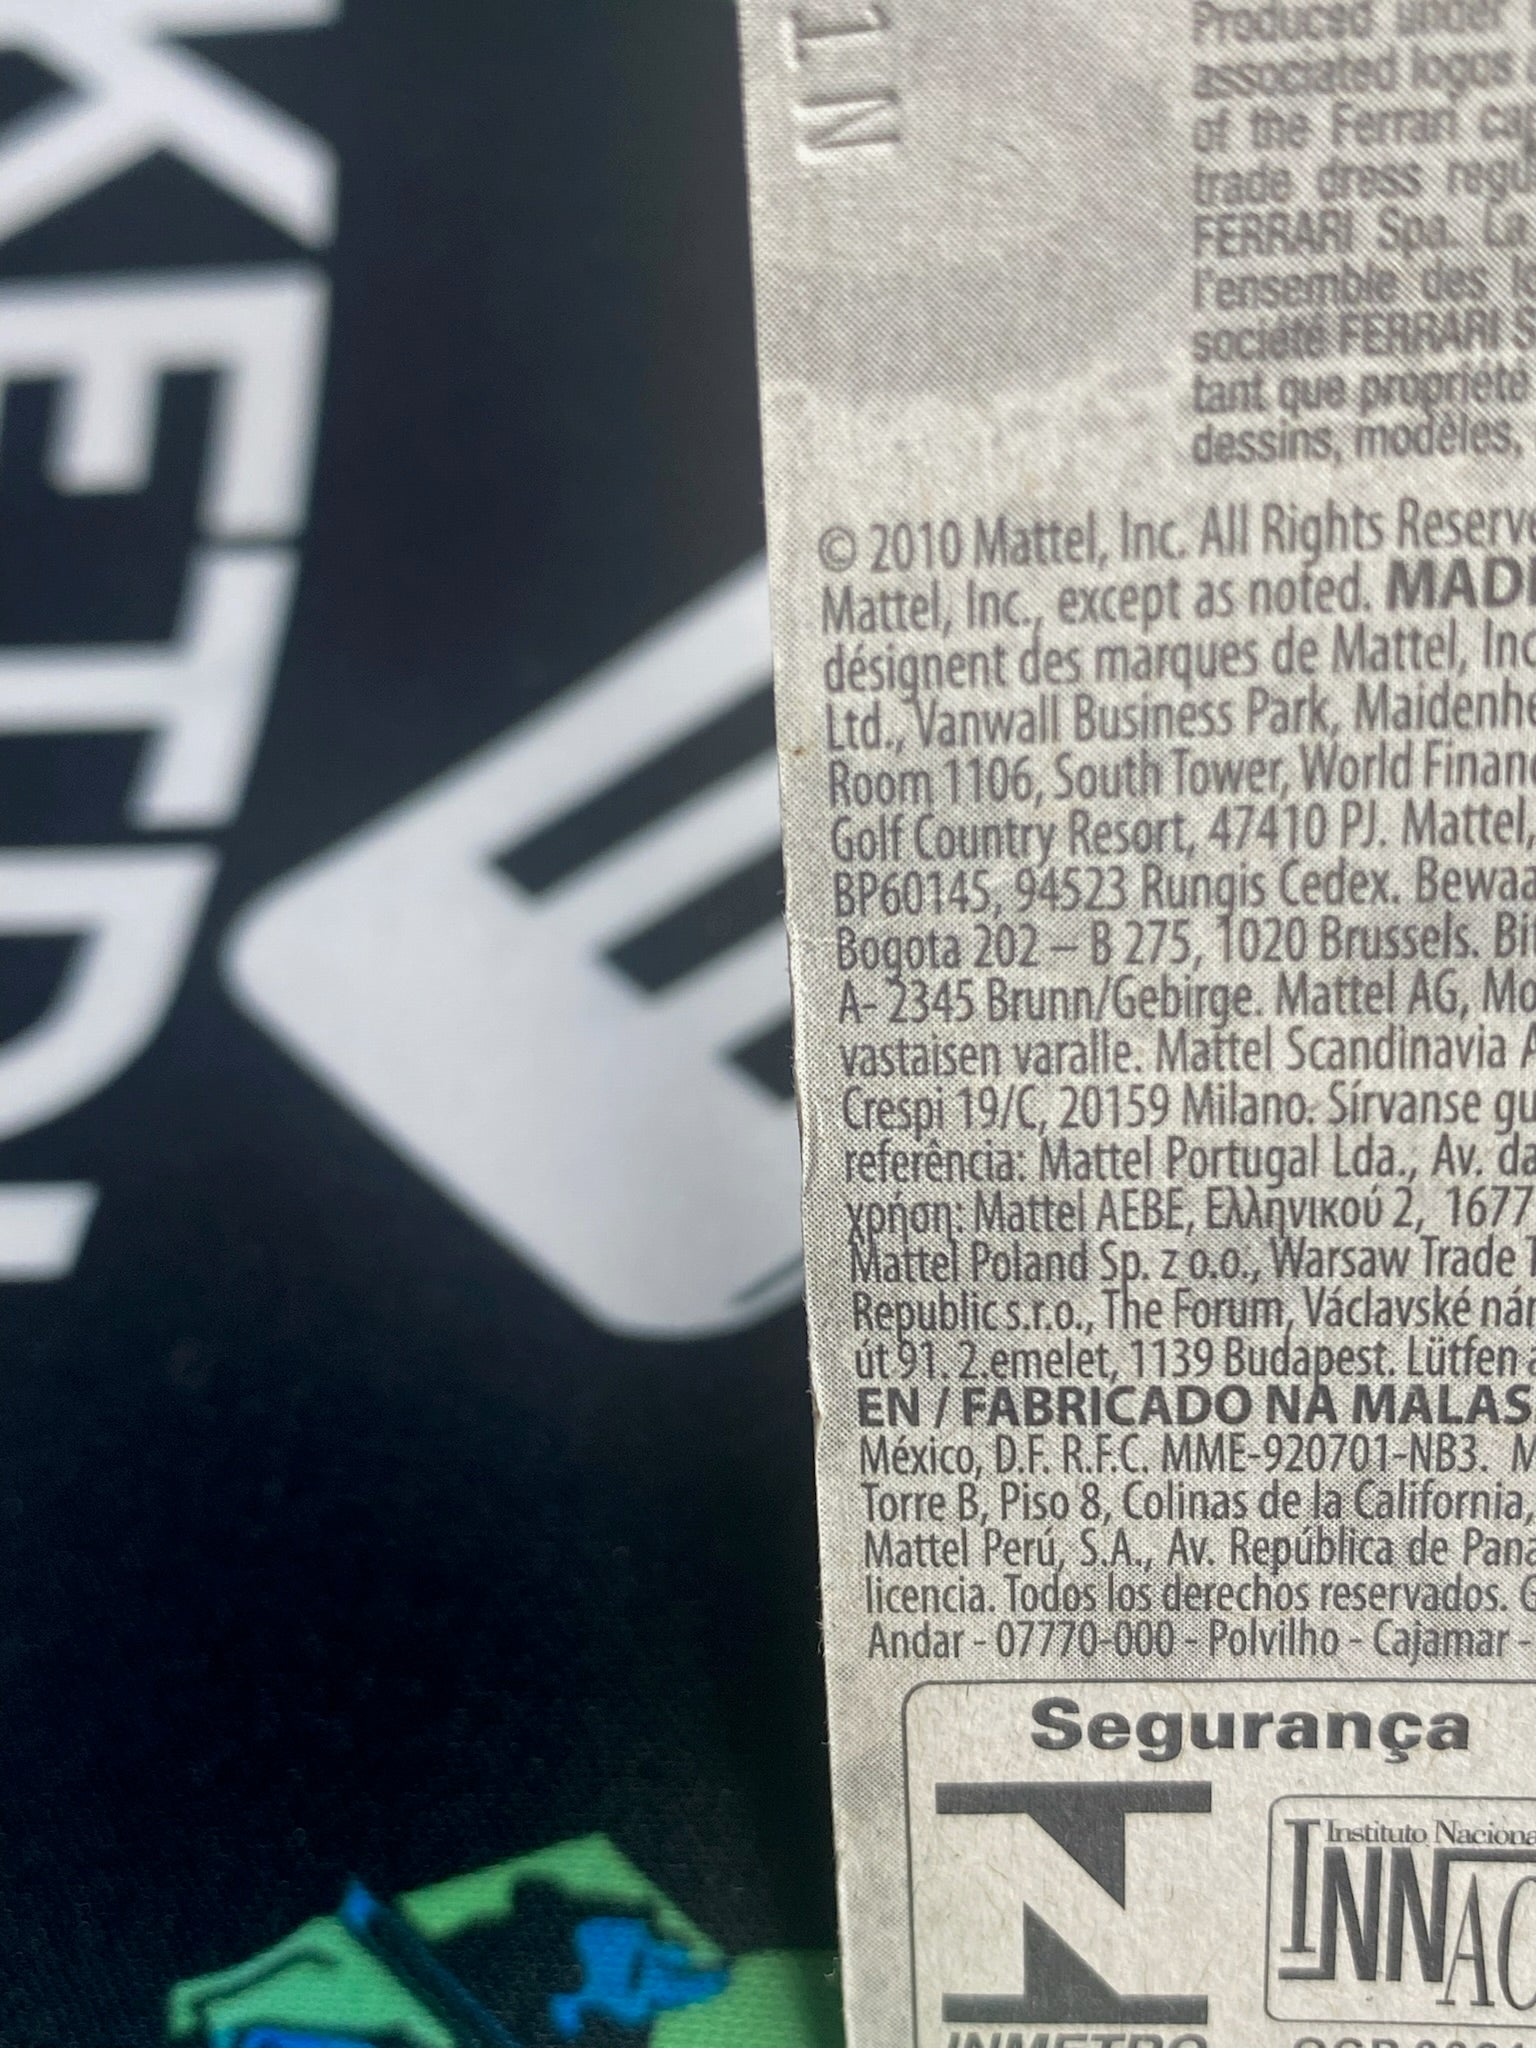 1N
Produced under
associated logos
of the Ferrari
trade dress
FERRARI Spa. La
l'ensemble des
société FERRARI
tant que propriété
dessins, modèles,
© 2010 Mattel, Inc. All Rights
Mattel, Inc., except as noted.
désignent des marques de Mattel, Inc
Ltd., Vanwall Business Park,
Room 1106, South Tower, World
Golf Country Resort, 47410 PJ. Mattel,
BP60145, 94523 Rungis Cedex.
Bogota 202 – B 275, 1020 Brussels.
A- 2345 Brunn/Gebirge. Mattel AG,
vastaisen varalle. Mattel Scandinavia A
Crespi 19/C, 20159 Milano. Sírvanse
referência: Mattel Portugal Lda., Av. da
χρήση: Mattel AEBE, Ελληνικού 2, 1677
Mattel Poland Sp. z o.o., Warsaw Trade T
Republic s.r.o., The Forum, Václavské
út 91. 2.emelet, 1139 Budapest. Lütfen
EN / FABRICADO NA MALAS
México, D.F. R.F.C. MME-920701-NB3. M
Torre B, Piso 8, Colinas de la California,
Mattel Perú, S.A., Av. República de Pana
licencia. Todos los derechos reservados.
Andar - 07770-000 - Polvilho - Cajamar -
Segurança
Instituto Naciona
INNAC
INMETRO